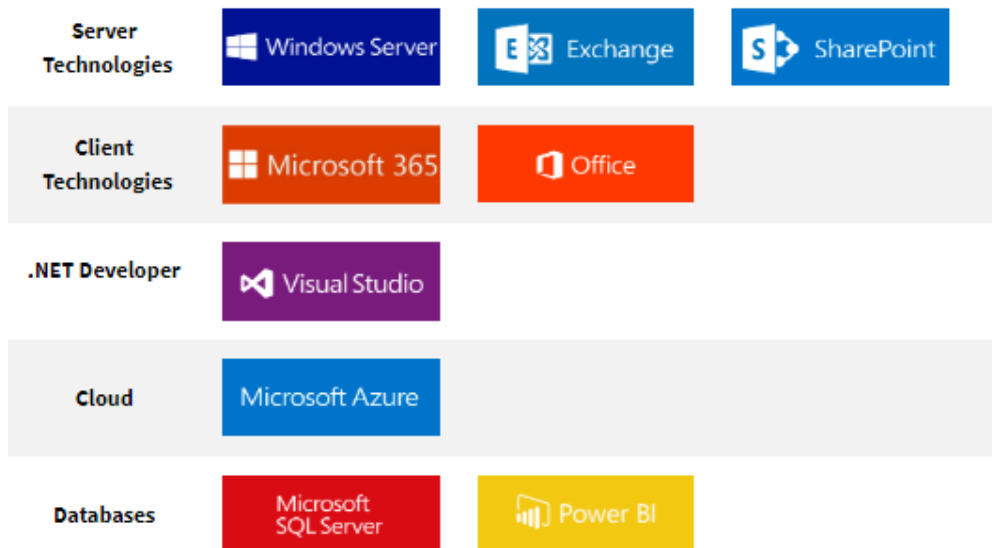 Server
Technologies
Windows Server
E Exchange
S SharePoint
Client
Technologies
Microsoft 365
Office
.NET Developer
Visual Studio
Cloud
Microsoft Azure
Databases
Microsoft
SQL Server
Power BI